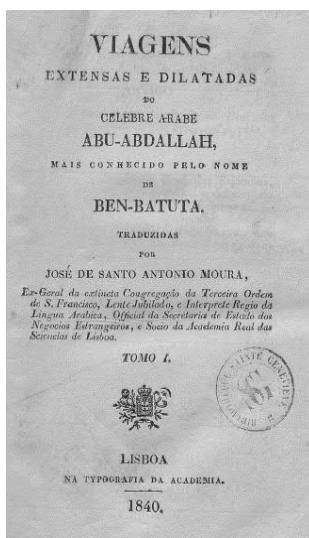 VIAGENS
EXTENSAS E DILATADAS
DO
CELEBRE ARABE
ABU-ABDALLAH,
MAIS CONHECIDO PELO NOME
DE
BEN-BATUTA.
TRADUZIDAS
POR
JOSÉ DE SANTO ANTONIO MOURA,
Ex-Geral da extincta Congregação da Terceira Ordem
de S. Francisco, Lente Jubilado, e Interprete Regio da
Lingua Arabica, Official da Secretaria de Estado dos
Negocios Estrangeiros, e Socio da Academia Real das
Sciencias de Lisboa.
TOMO I.
BIBLIOTHEQUE SAINTE GENEVIEVE
LISBOA
NA TYPOGRAFIA DA ACADEMIA.
1840.